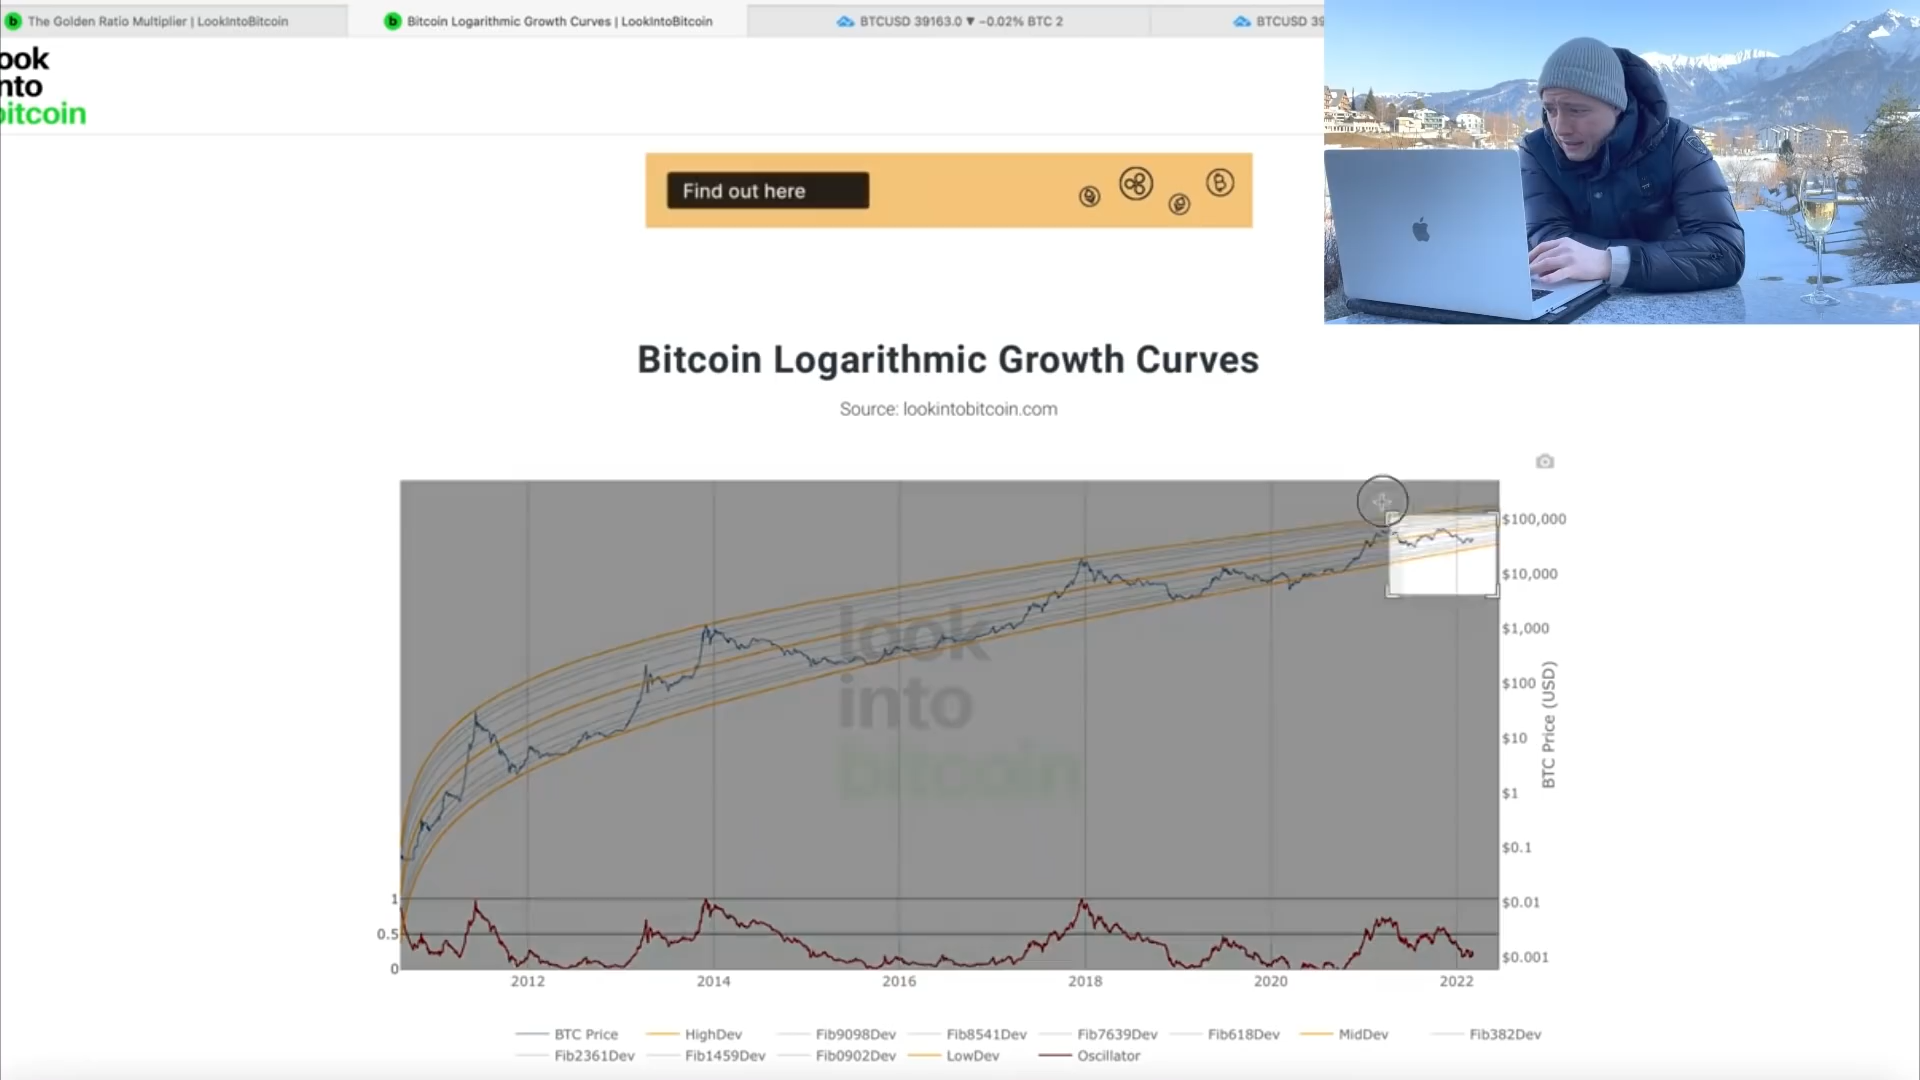 The Golden Ratio Multiplier | LookIntoBitcoin
Bitcoin Logarithmic Growth Curves | LookIntoBitcoin
BTCUSD 39163.0 ▼ −0.02% BTC 2
BTCUSD 39
ook
nto
bitcoin
Find out here
Bitcoin Logarithmic Growth Curves
Source: lookintobitcoin.com
look
into
bitcoin
$100,000
$10,000
$1,000
$100
$10
$1
$0.1
$0.01
$0.001
BTC Price (USD)
1
0.5
0
2012 2014 2016 2018 2020 2022
BTC Price HighDev Fib9098Dev Fib8541Dev Fib7639Dev Fib618Dev MidDev Fib382Dev
Fib2361Dev Fib1459Dev Fib0902Dev LowDev Oscillator